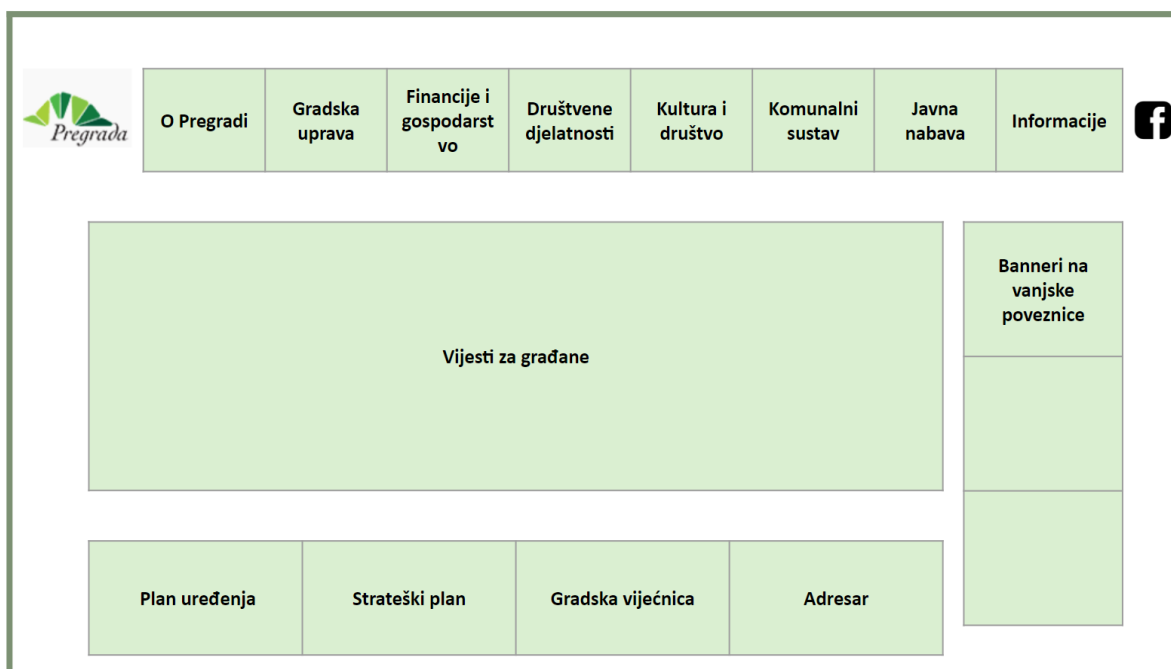 Pregrada
O Pregradi
Gradska
uprava
Financije i
gospodarst
vo
Društvene
djelatnosti
Kultura i
društvo
Komunalni
sustav
Javna
nabava
Informacije
Vijesti za građane
Banneri na
vanjske
poveznice
Plan uređenja
Strateški plan
Gradska vijećnica
Adresar